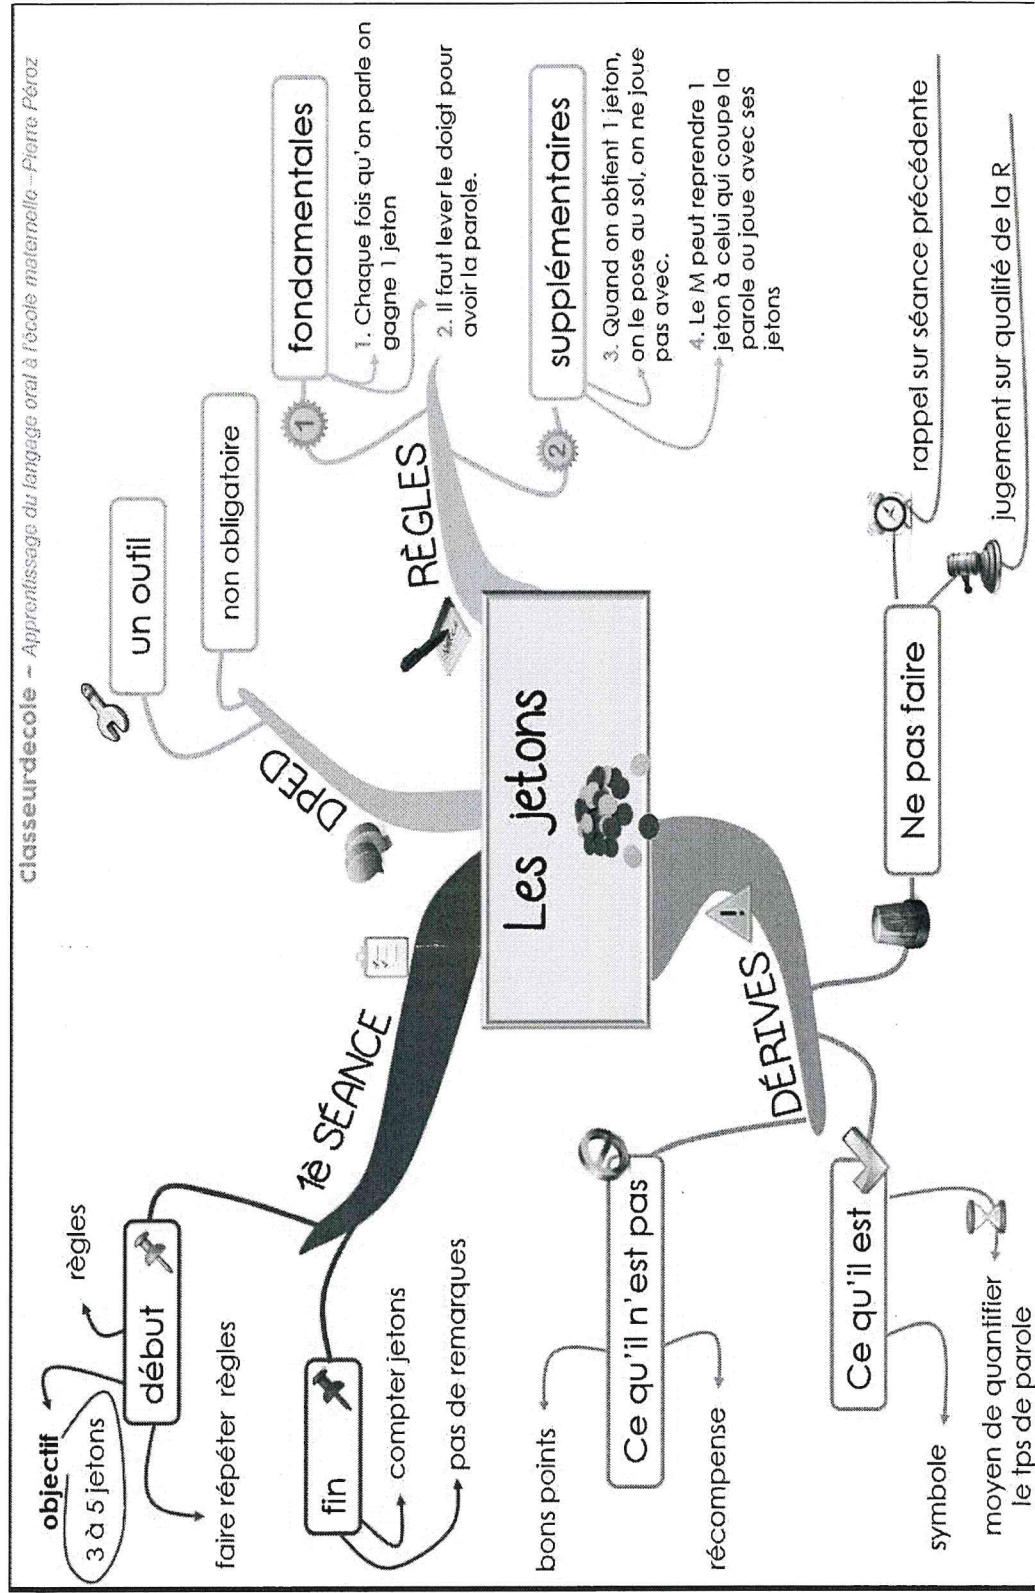 Classeurdecole – Apprentissage du langage oral à l'école maternelle - Pierre Péroz
Les jetons
1è SÉANCE
début
objectif
3 à 5 jetons
règles
faire répéter règles
fin
compter jetons
pas de remarques
DPED
un outil
non obligatoire
RÈGLES
1
fondamentales
1. Chaque fois qu'on parle on
gagne 1 jeton
2. Il faut lever le doigt pour
avoir la parole.
2
supplémentaires
3. Quand on obtient 1 jeton,
on le pose au sol, on ne joue
pas avec.
4. Le M peut reprendre 1
jeton à celui qui coupe la
parole ou joue avec ses
jetons
DÉRIVES
!
Ce qu'il n'est pas
bons points
récompense
Ce qu'il est
symbole
moyen de quantifier
le tps de parole
Ne pas faire
rappel sur séance précédente
jugement sur qualité de la R